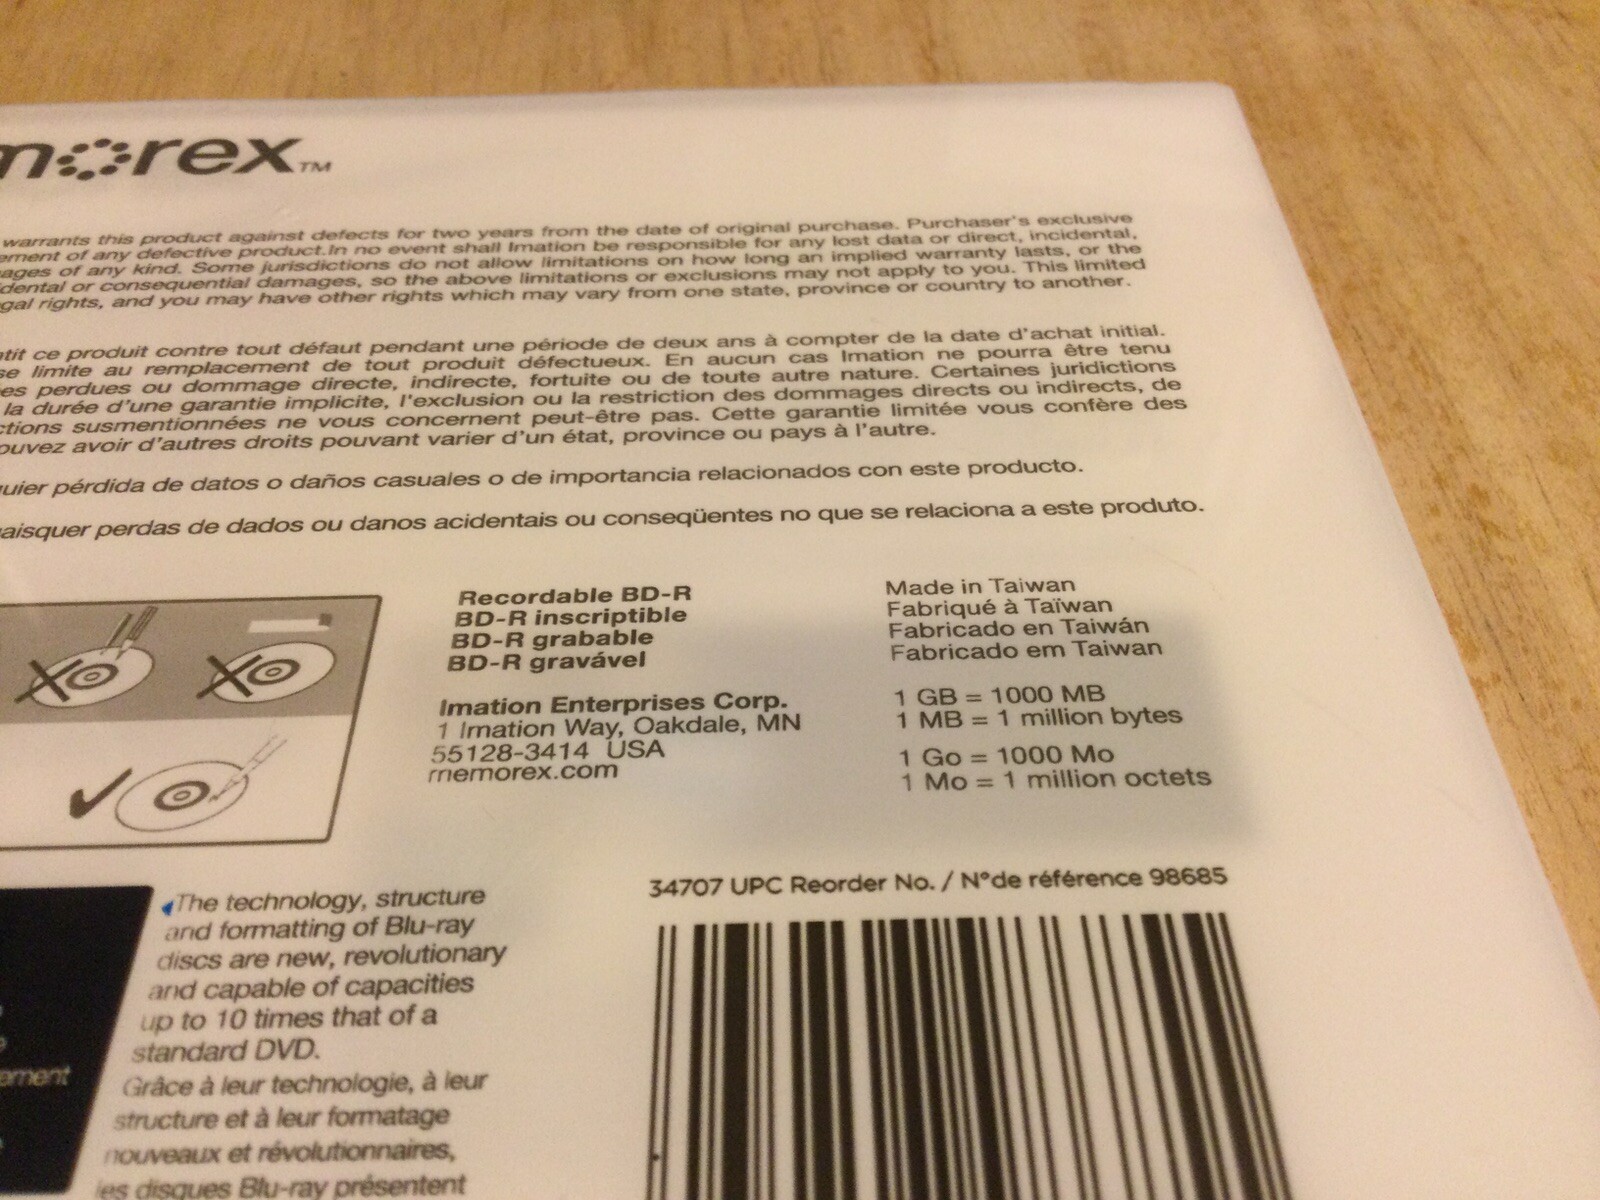 morex™
warrants this product against defects for two years from the date of original purchase. Purchaser's exclusive
ement of any defective product.In no event shall Imation be responsible for any lost data or direct, incidental,
ages of any kind. Some jurisdictions do not allow limitations on how long an implied warranty lasts, or the
dental or consequential damages, so the above limitations or exclusions may not apply to you. This limited
gal rights, and you may have other rights which may vary from one state, province or country to another.
ntit ce produit contre tout défaut pendant une période de deux ans à compter de la date d'achat initial.
se limite au remplacement de tout produit défectueux. En aucun cas Imation ne pourra être tenu
es perdues ou dommage directe, indirecte, fortuite ou de toute autre nature. Certaines juridictions
la durée d'une garantie implicite, l'exclusion ou la restriction des dommages directs ou indirects, de
ctions susmentionnées ne vous concernent peut-être pas. Cette garantie limitée vous confère des
ouvez avoir d'autres droits pouvant varier d'un état, province ou pays à l'autre.
uier pérdida de datos o daños casuales o de importancia relacionados con este producto.
aisquer perdas de dados ou danos acidentais ou conseqüentes no que se relaciona a este produto.
Recordable BD-R
BD-R inscriptible
BD-R grabable
BD-R gravável
Imation Enterprises Corp.
1 Imation Way, Oakdale, MN
55128-3414 USA
memorex.com
Made in Taiwan
Fabriqué à Taïwan
Fabricado en Taiwán
Fabricado em Taiwan
1 GB = 1000 MB
1 MB = 1 million bytes
1 Go = 1000 Mo
1 Mo = 1 million octets
34707 UPC Reorder No. / N°de référence 98685
The technology, structure
and formatting of Blu-ray
discs are new, revolutionary
and capable of capacities
up to 10 times that of a
standard DVD.
Grâce à leur technologie, à leur
structure et à leur formatage
nouveaux et révolutionnaires,
les disques Blu-ray présentent
ement